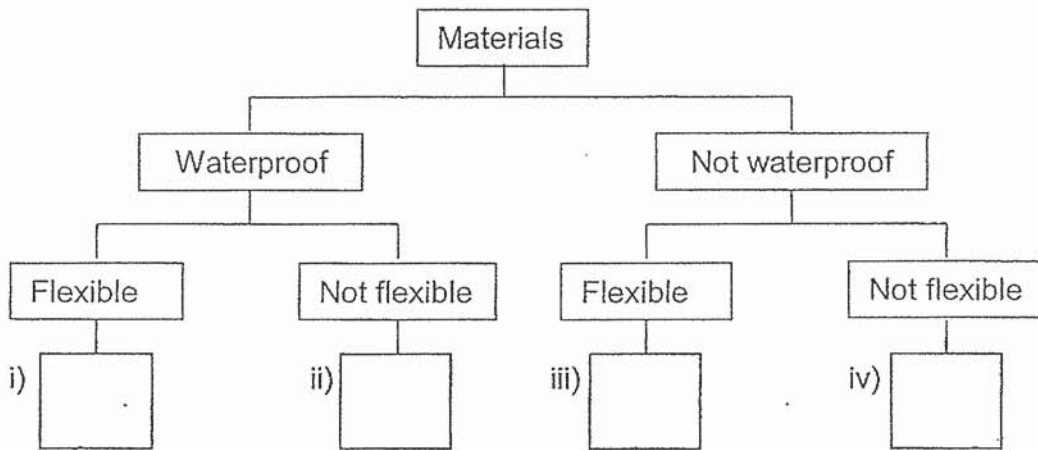 Materials
Waterproof
Not waterproof
Flexible
Not flexible
Flexible
Not flexible
i)
ii)
iii)
iv)